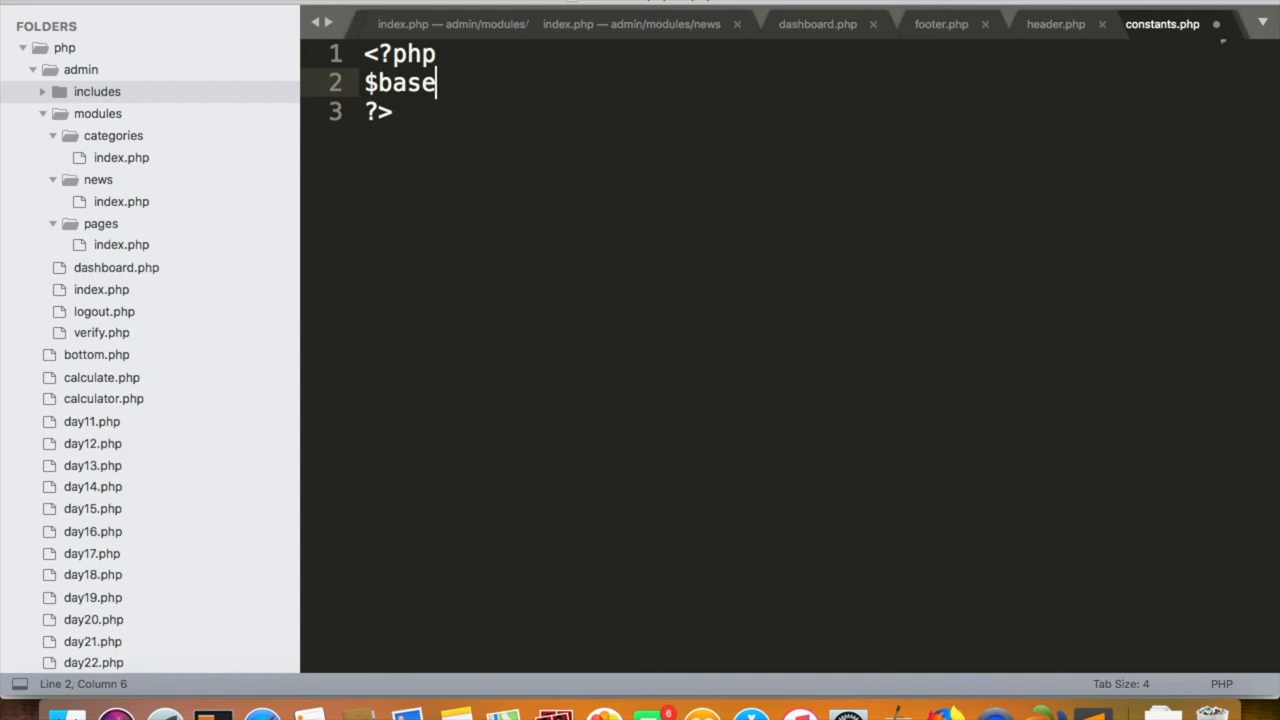 FOLDERS
php
admin
includes
modules
categories
index.php
news
index.php
pages
index.php
dashboard.php
index.php
logout.php
verify.php
bottom.php
calculate.php
calculator.php
day11.php
day12.php
day13.php
day14.php
day15.php
day16.php
day17.php
day18.php
day19.php
day20.php
day21.php
day22.php
index.php — admin/modules/ index.php — admin/modules/news dashboard.php footer.php header.php constants.php
1 <?php
2 $base
3 ?>
Line 2, Column 6 Tab Size: 4 PHP
6